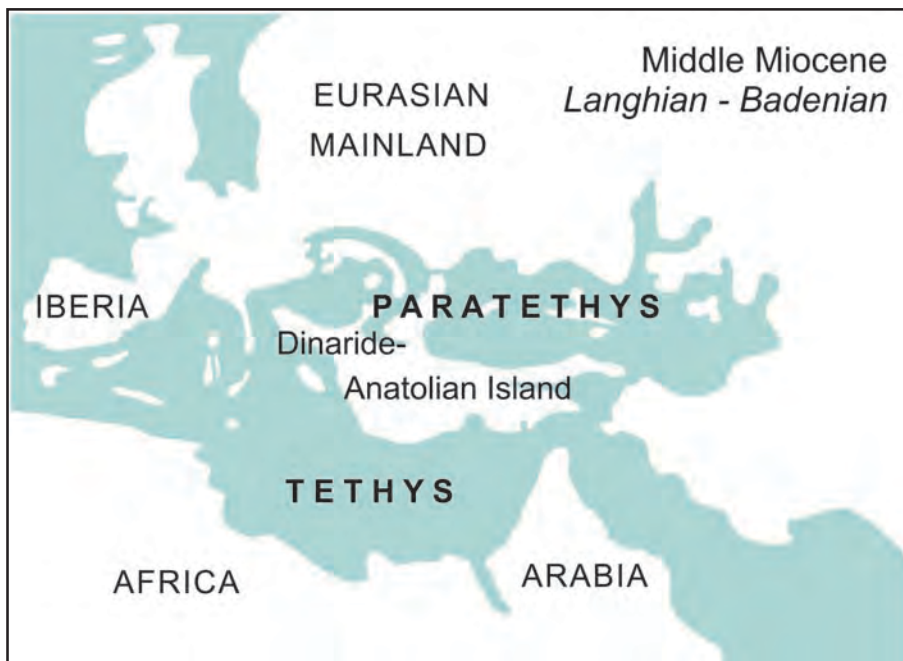 Middle Miocene
Langhian - Badenian
EURASIAN
MAINLAND
IBERIA
PARATETHYS
Dinaride-
Anatolian Island
TETHYS
AFRICA
ARABIA